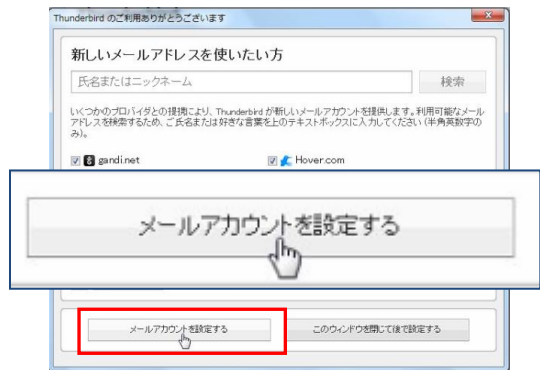 Thunderbird のご利用ありがとうございます
新しいメールアドレスを使いたい方
氏名またはニックネーム
検索
いくつかのプロバイダとの提携により、Thunderbird が新しいメールアカウントを提供します。利用可能なメール
アドレスを検索するため、ご氏名または好きな言葉を上のテキストボックスに入力してください (半角英数字の
み)。
gandi.net
Hover.com
メールアカウントを設定する
メールアカウントを設定する
このウィンドウを閉じて後で設定する